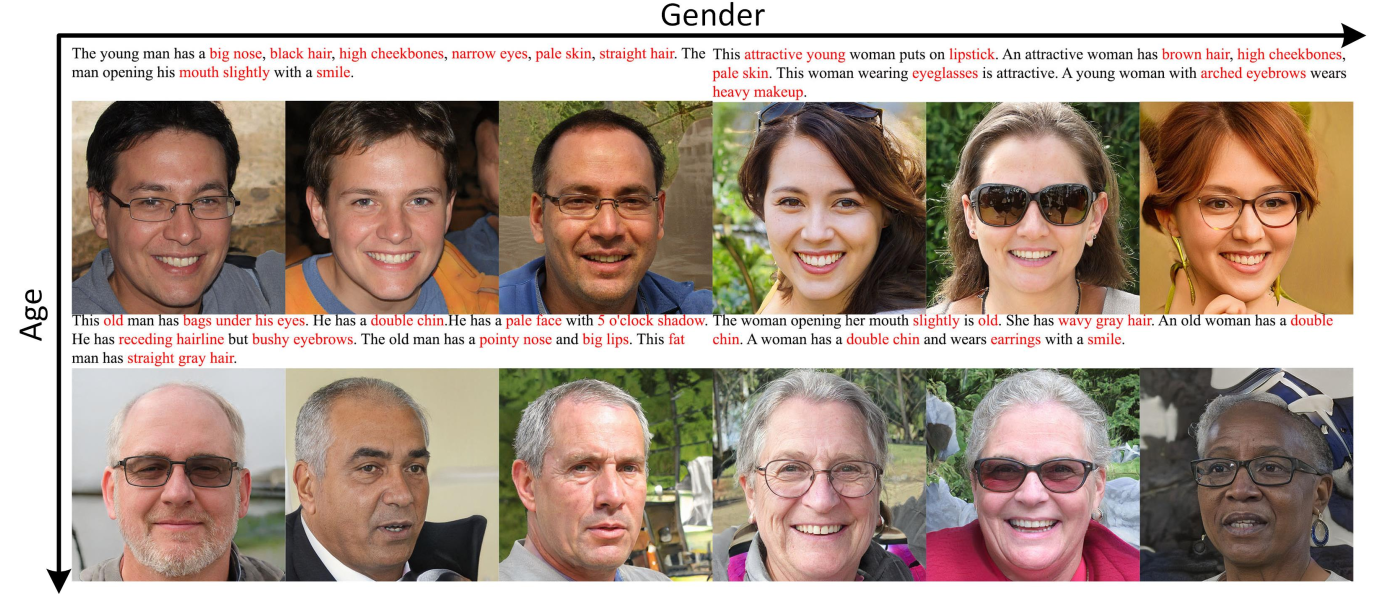 Gender
The young man has a big nose, black hair, high cheekbones, narrow eyes, pale skin, straight hair. The
man opening his mouth slightly with a smile.
This attractive young woman puts on lipstick. An attractive woman has brown hair, high cheekbones,
pale skin. This woman wearing eyeglasses is attractive. A young woman with arched eyebrows wears
heavy makeup.
Age
This old man has bags under his eyes. He has a double chin.He has a pale face with 5 o'clock shadow.
He has receding hairline but bushy eyebrows. The old man has a pointy nose and big lips. This fat
man has straight gray hair.
The woman opening her mouth slightly is old. She has wavy gray hair. An old woman has a double
chin. A woman has a double chin and wears earrings with a smile.